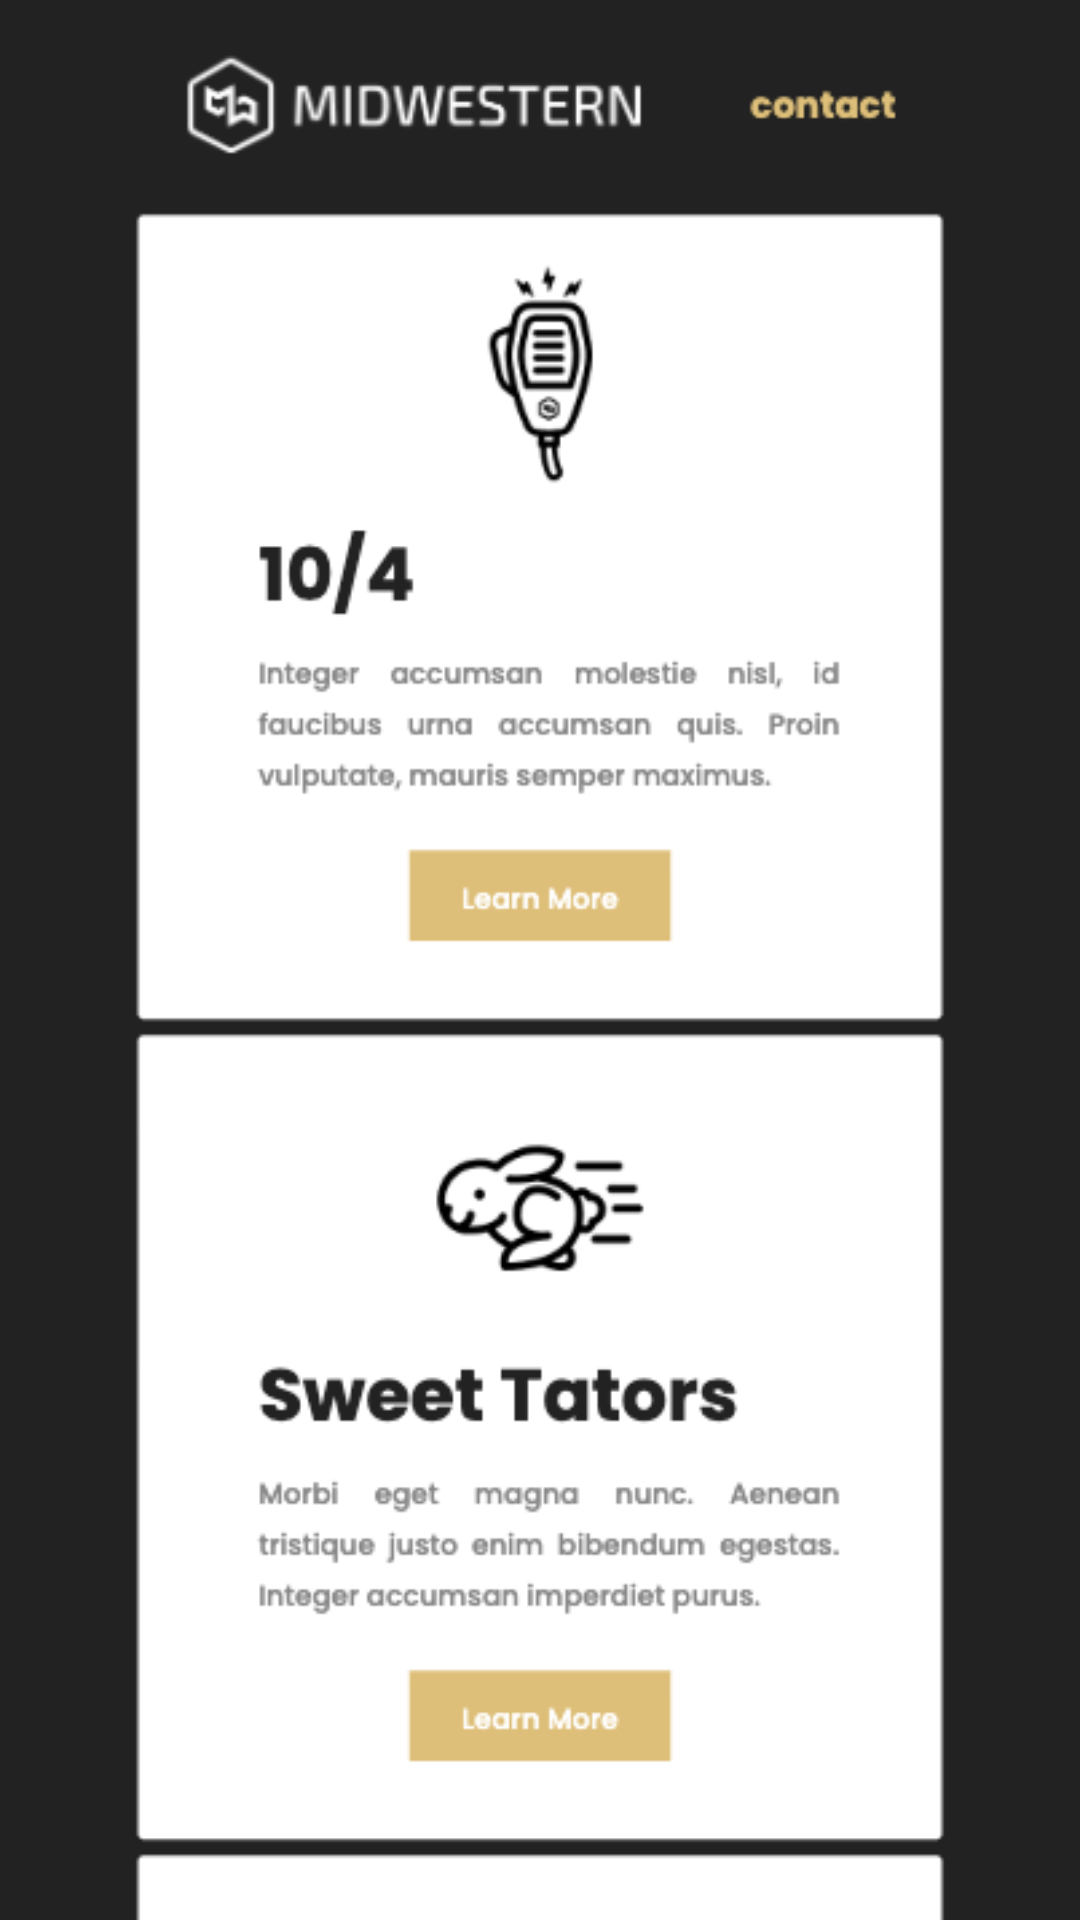 MIDWESTERN
contact
10/4
Integer accumsan molestie nisl, id
faucibus urna accumsan quis. Proin
vulputate, mauris semper maximus.
Learn More
Sweet Tators
Morbi eget magna nunc. Aenean
tristique justo enim bibendum egestas.
Integer accumsan imperdiet purus.
Learn More